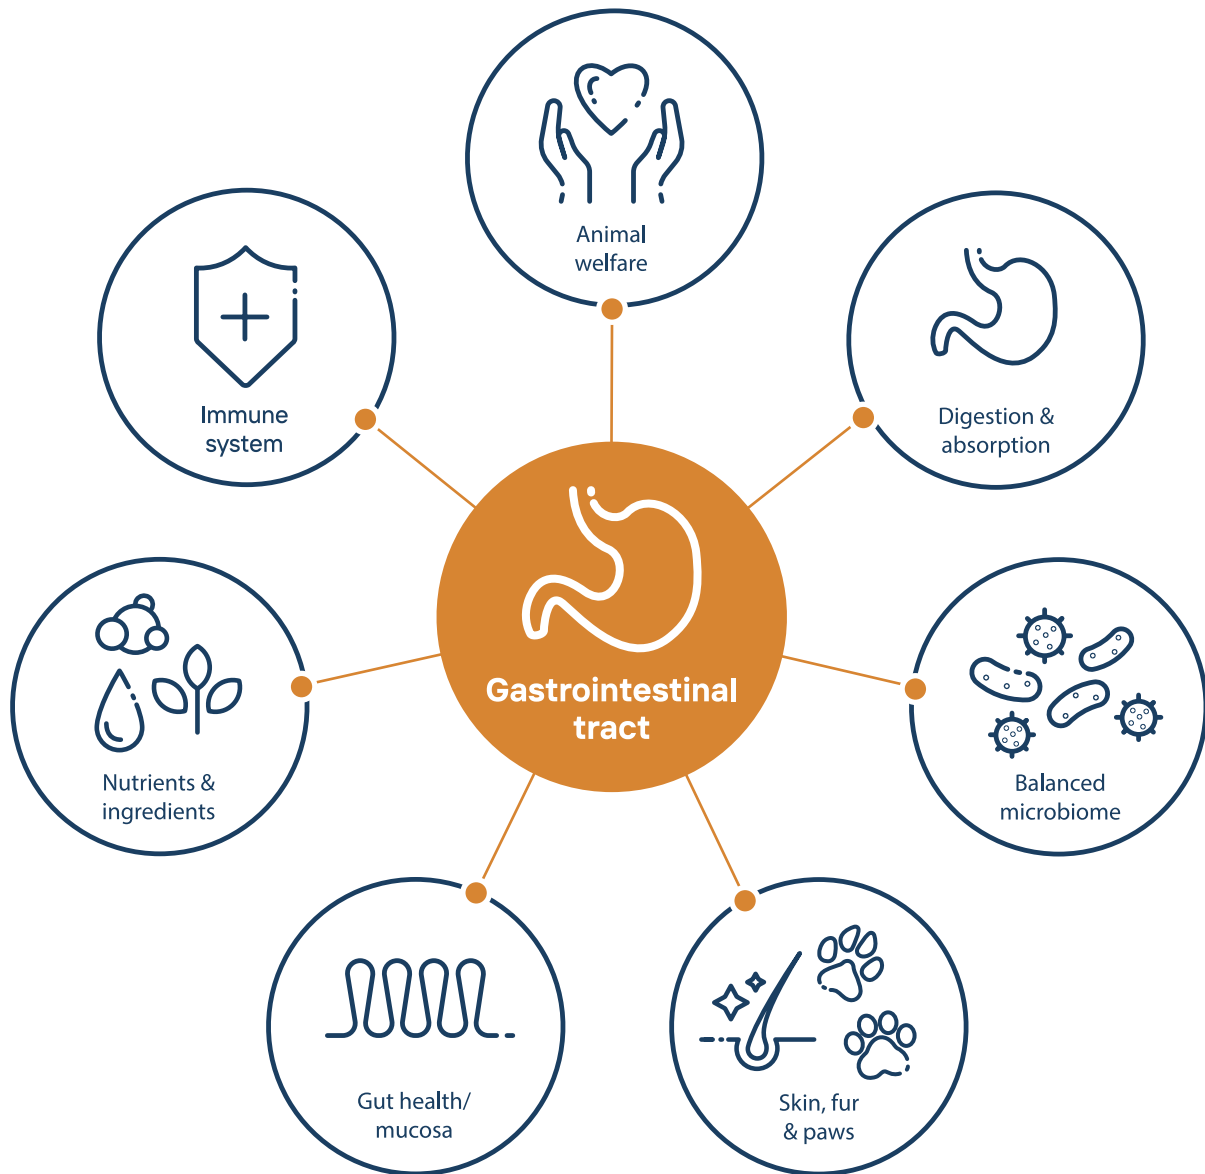 Animal
welfare
Immune
system
Digestion &
absorption
Gastrointestinal
tract
Nutrients &
ingredients
Balanced
microbiome
Gut health/
mucosa
Skin, fur
& paws